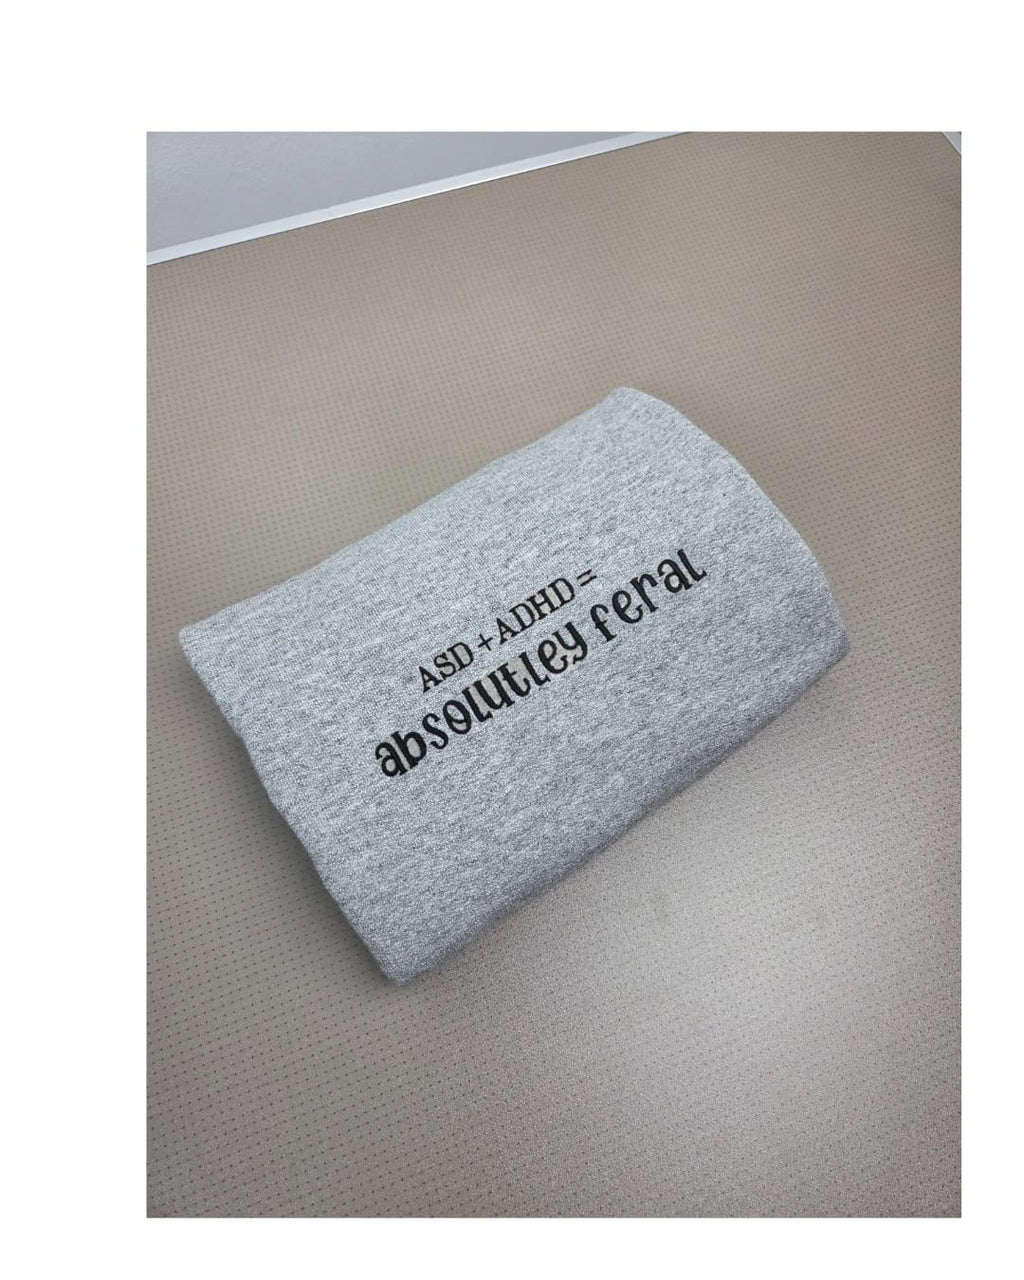 ASD + ADHD =
absolutley feral